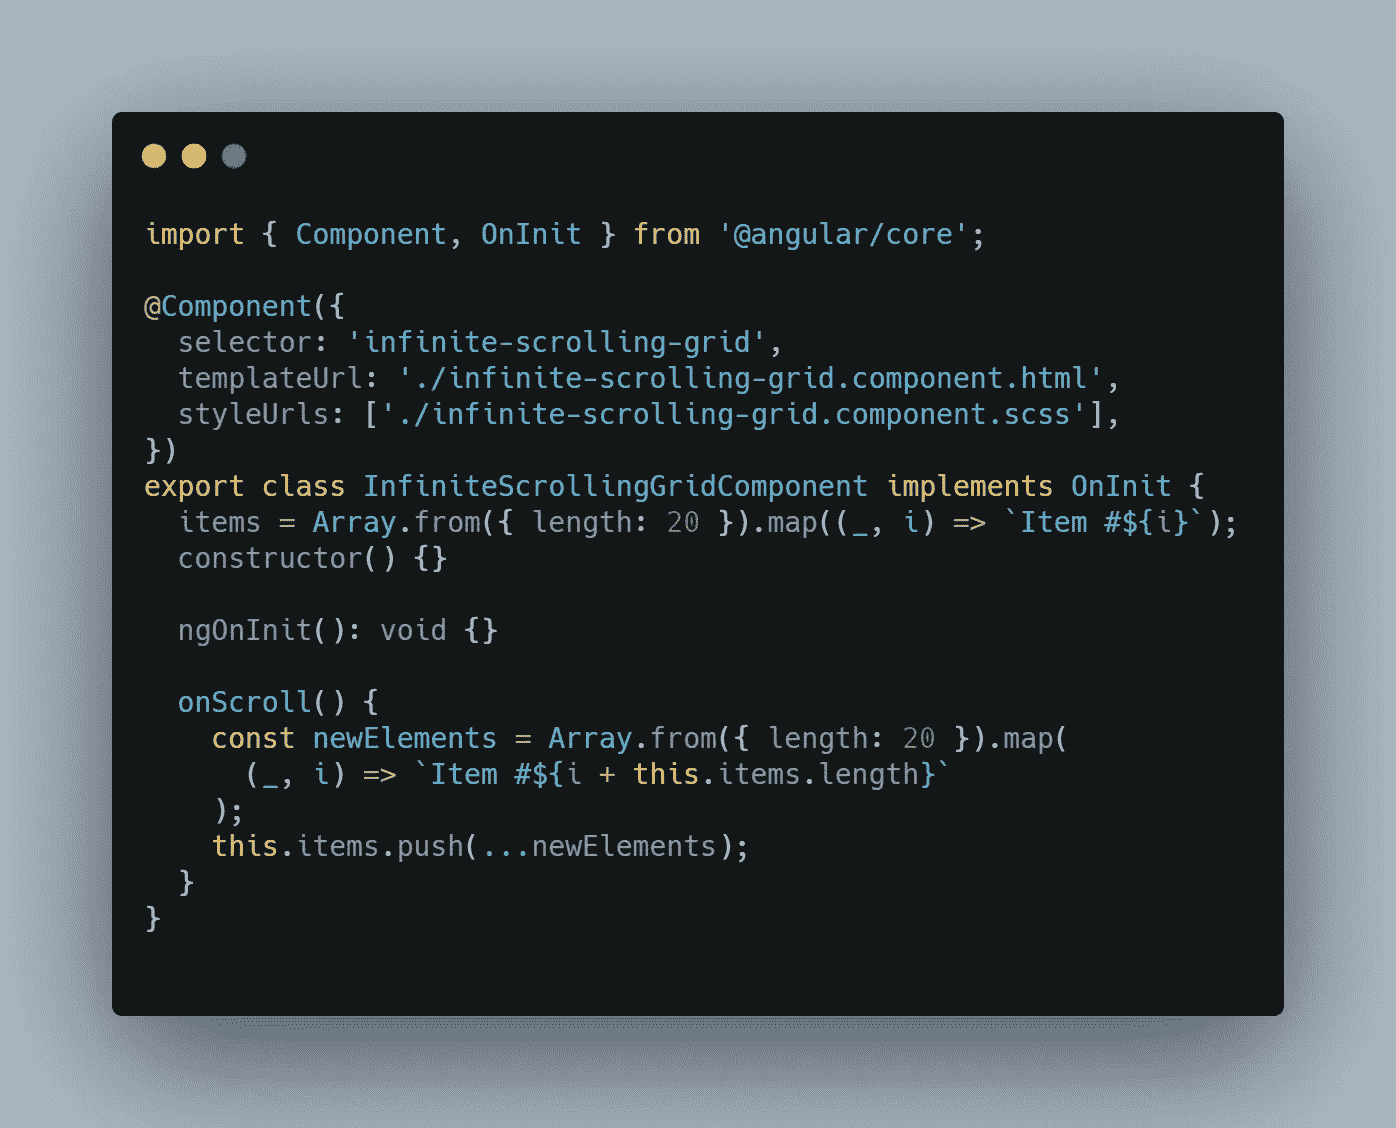 import { Component, OnInit } from '@angular/core';
@Component({
  selector: 'infinite-scrolling-grid',
  templateUrl: './infinite-scrolling-grid.component.html',
  styleUrls: ['./infinite-scrolling-grid.component.scss'],
})
export class InfiniteScrollingGridComponent implements OnInit {
  items = Array.from({ length: 20 }).map((_, i) => `Item #${i}`);
  constructor() {}
  ngOnInit(): void {}
  onScroll() {
    const newElements = Array.from({ length: 20 }).map(
      (_, i) => `Item #${i + this.items.length}`
    );
    this.items.push(...newElements);
  }
}